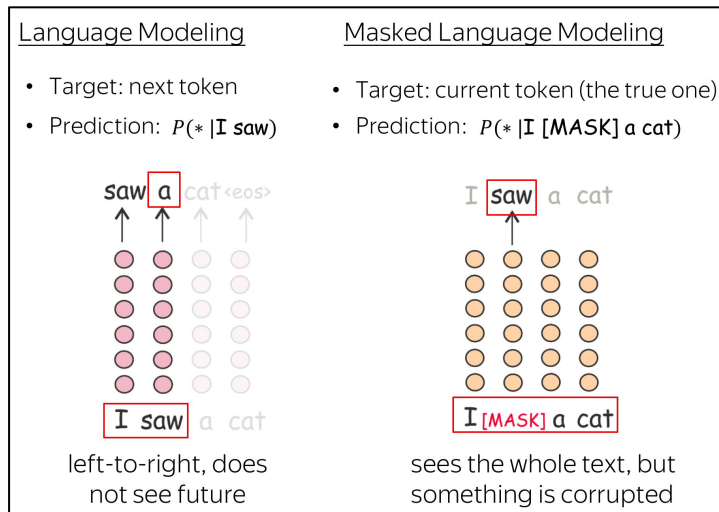 Language Modeling
• Target: next token
• Prediction: P(* |I saw)
saw a cat <eos>
I saw a cat
left-to-right, does
not see future
Masked Language Modeling
• Target: current token (the true one)
• Prediction: P(* |I [MASK] a cat)
I saw a cat
I [MASK] a cat
sees the whole text, but
something is corrupted